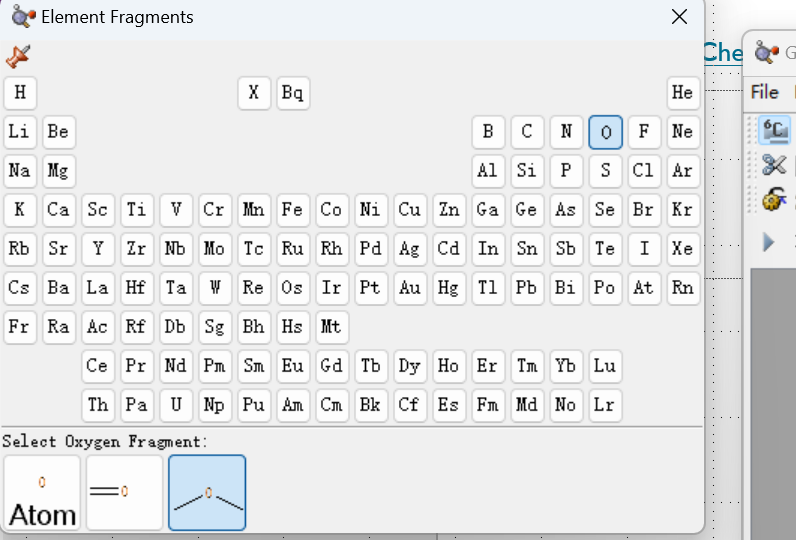 Element Fragments
Che
G
File
H X Bq He
Li Be B C N O F Ne
Na Mg Al Si P S Cl Ar
K Ca Sc Ti V Cr Mn Fe Co Ni Cu Zn Ga Ge As Se Br Kr
Rb Sr Y Zr Nb Mo Tc Ru Rh Pd Ag Cd In Sn Sb Te I Xe
Cs Ba La Hf Ta W Re Os Ir Pt Au Hg Tl Pb Bi Po At Rn
Fr Ra Ac Rf Db Sg Bh Hs Mt
Ce Pr Nd Pm Sm Eu Gd Tb Dy Ho Er Tm Yb Lu
Th Pa U Np Pu Am Cm Bk Cf Es Fm Md No Lr
6C
Select Oxygen Fragment:
O O O
Atom